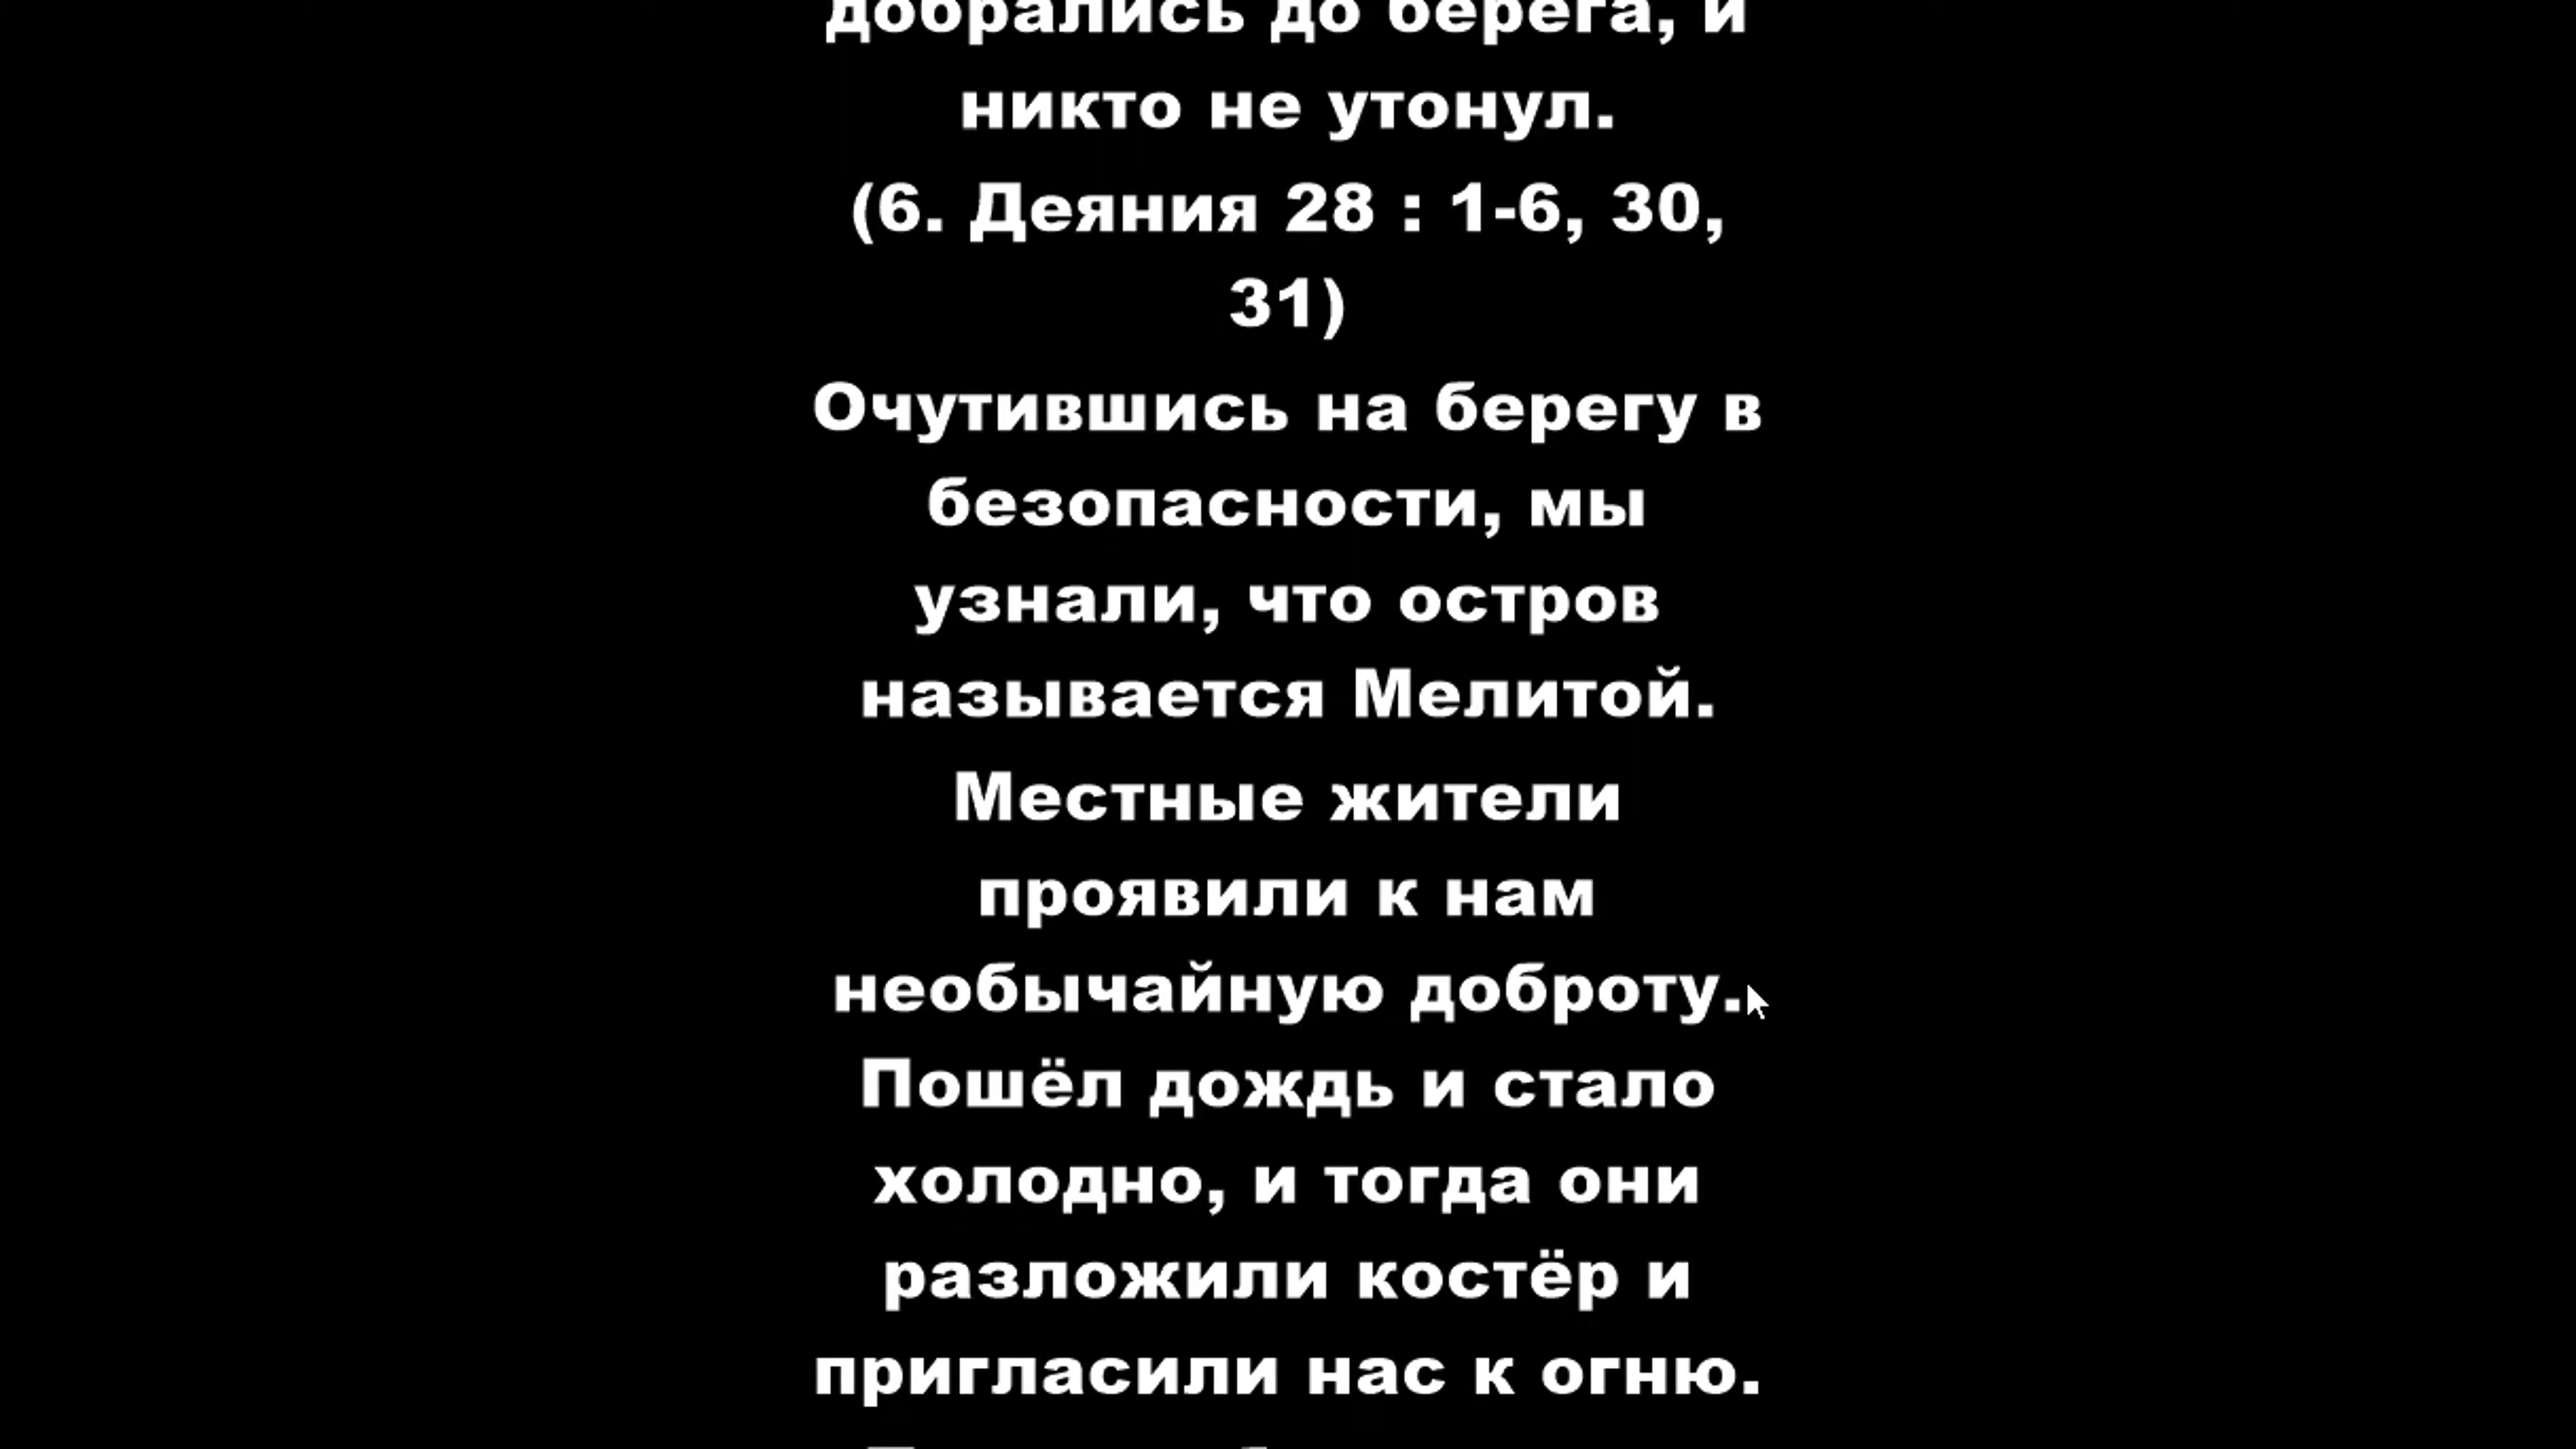 добрались до берега, и
никто не утонул.
(6. Деяния 28 : 1-6, 30,
31)
Очутившись на берегу в
безопасности, мы
узнали, что остров
называется Мелитой.
Местные жители
проявили к нам
необычайную доброту.
Пошёл дождь и стало
холодно, и тогда они
разложили костёр и
пригласили нас к огню.